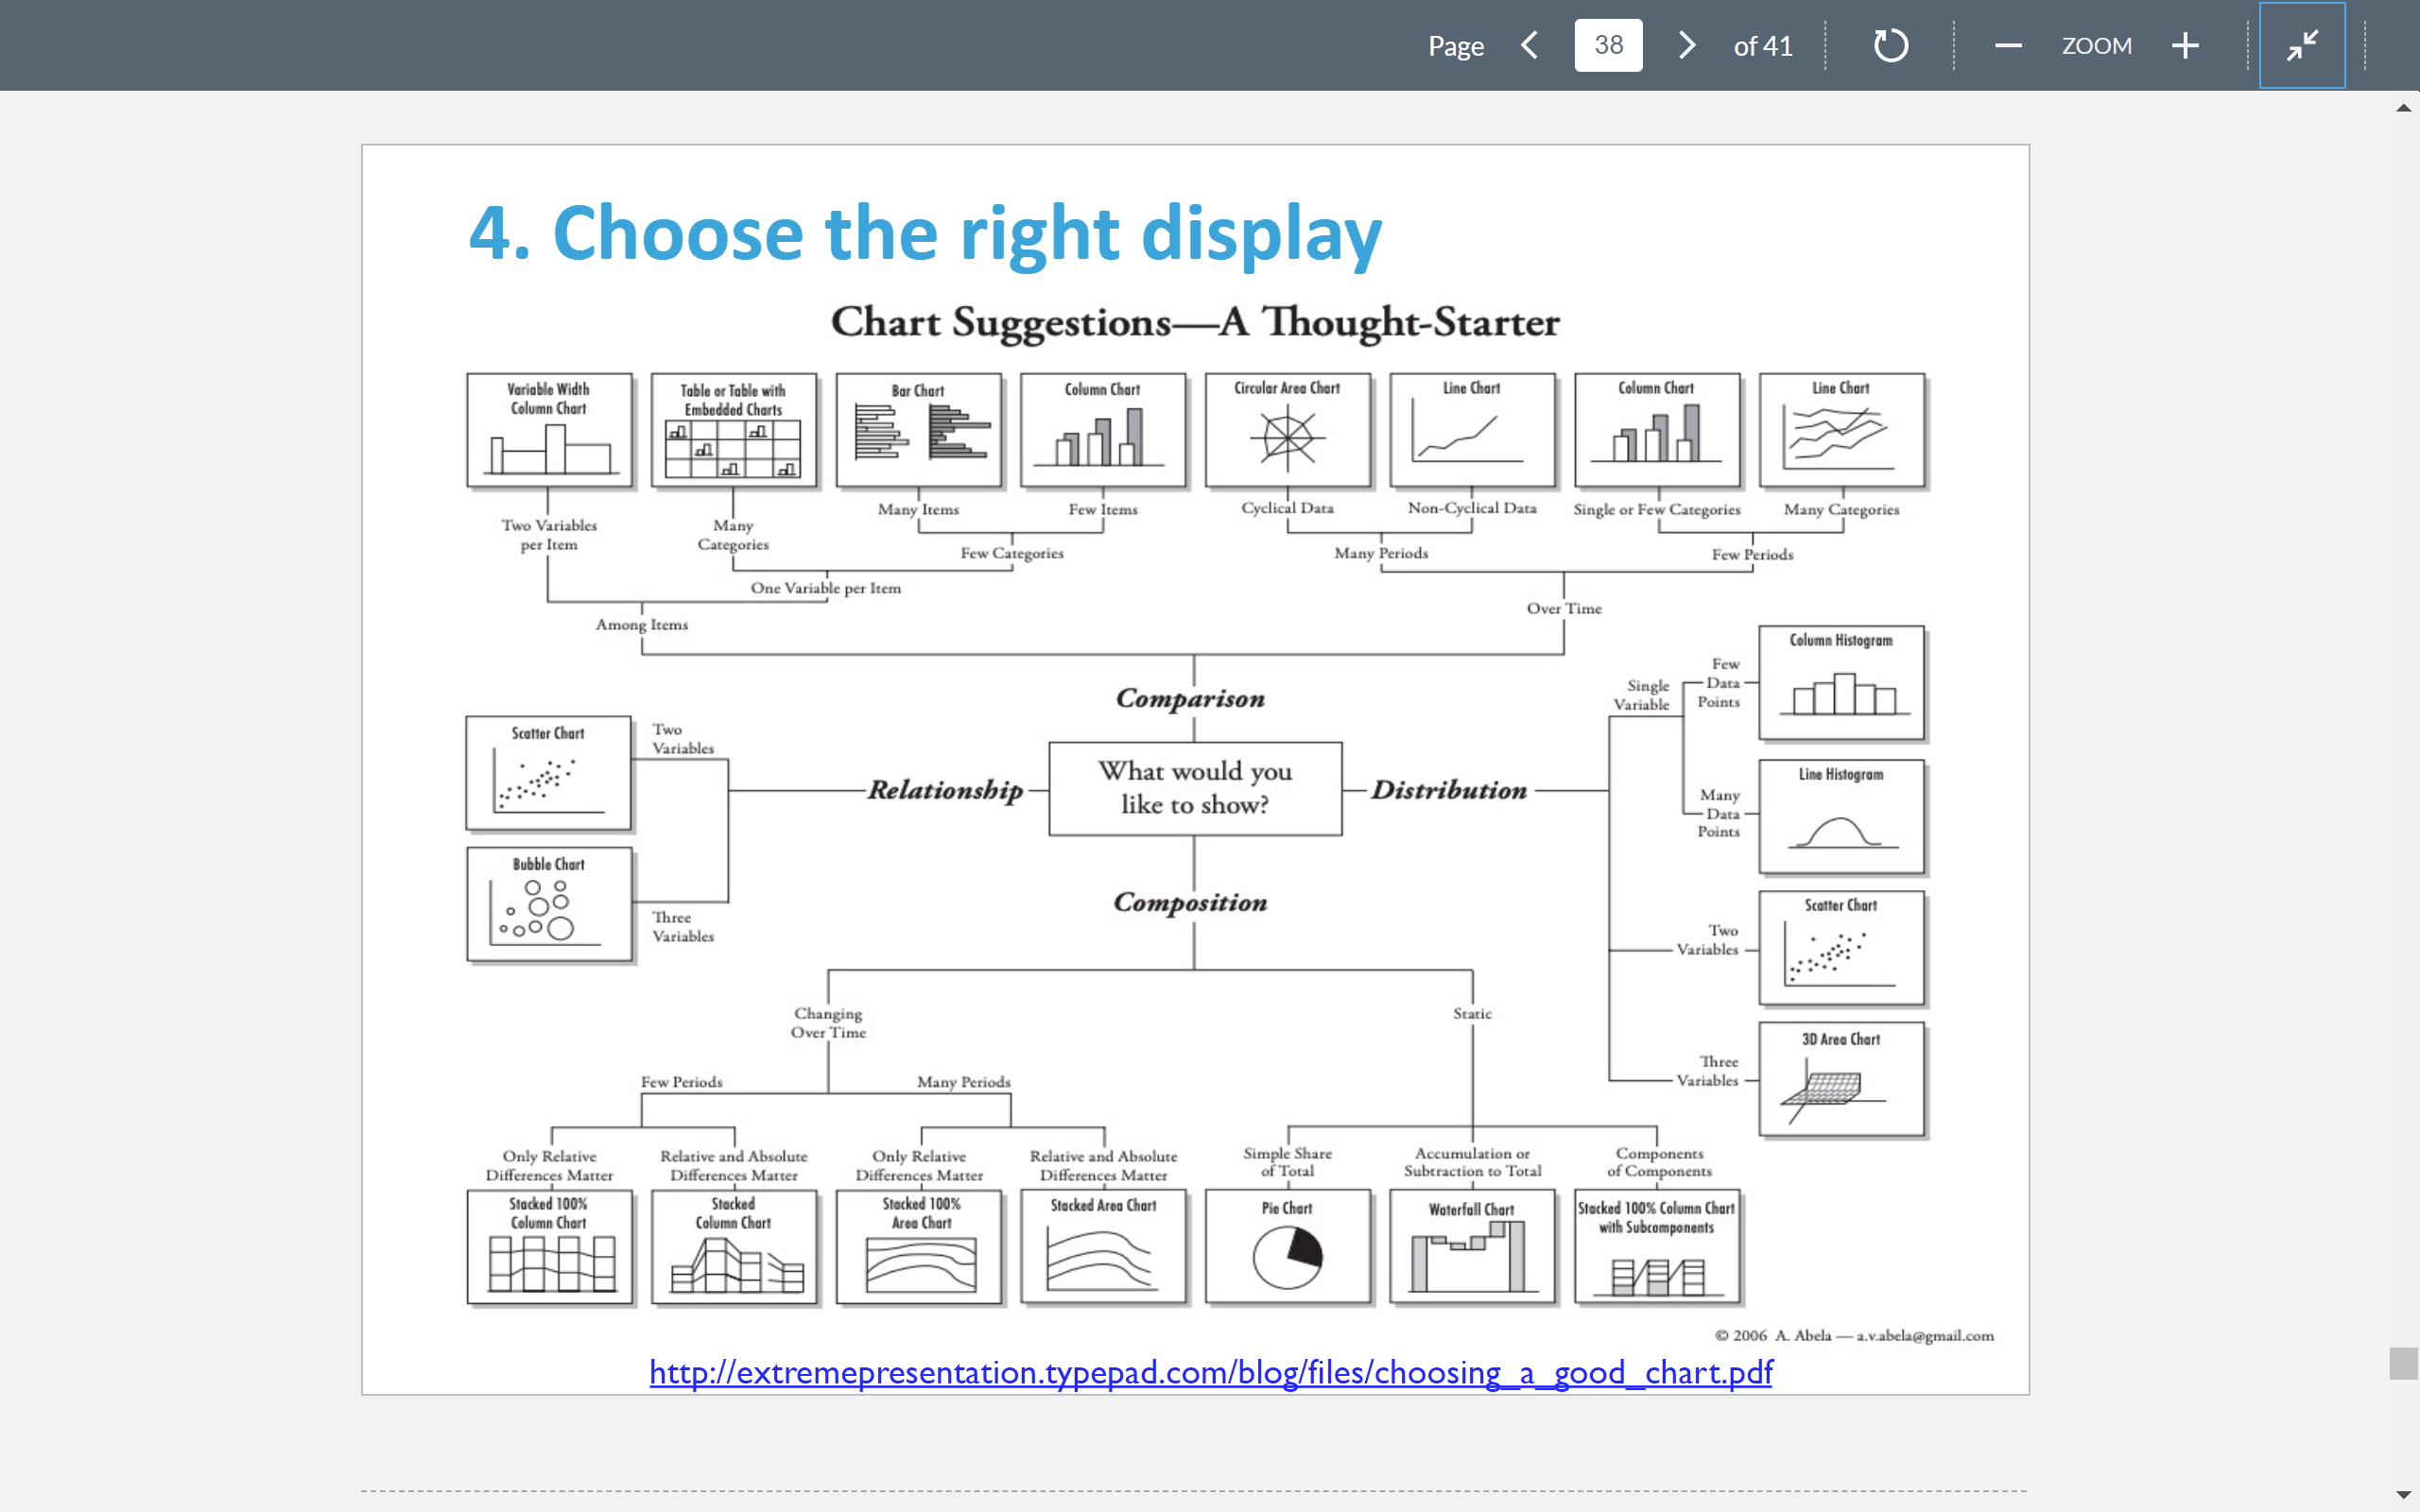 Page 38 of 41 ZOOM
4. Choose the right display
Chart Suggestions—A Thought-Starter
Variable Width
Column Chart
Table or Table with
Embedded Charts
Bar Chart
Column Chart
Circular Area Chart
Line Chart
Column Chart
Line Chart
Two Variables
per Item
Many
Categories
Many Items
Few Items
Cyclical Data
Non-Cyclical Data
Single or Few Categories
Many Categories
Few Categories
Many Periods
Few Periods
One Variable per Item
Over Time
Among Items
Comparison
What would you
like to show?
Relationship
Two
Variables
Scatter Chart
Bubble Chart
Three
Variables
Distribution
Single
Variable
Few
Data
Points
Column Histogram
Many
Data
Points
Line Histogram
Two
Variables
Scatter Chart
Three
Variables
3D Area Chart
Composition
Changing
Over Time
Static
Few Periods
Many Periods
Only Relative
Differences Matter
Relative and Absolute
Differences Matter
Only Relative
Differences Matter
Relative and Absolute
Differences Matter
Simple Share
of Total
Accumulation or
Subtraction to Total
Components
of Components
Stacked 100%
Column Chart
Stacked
Column Chart
Stacked 100%
Area Chart
Stacked Area Chart
Pie Chart
Waterfall Chart
Stacked 100% Column Chart
with Subcomponents
© 2006 A. Abela — a.v.abela@gmail.com
http://extremepresentation.typepad.com/blog/files/choosing_a_good_chart.pdf